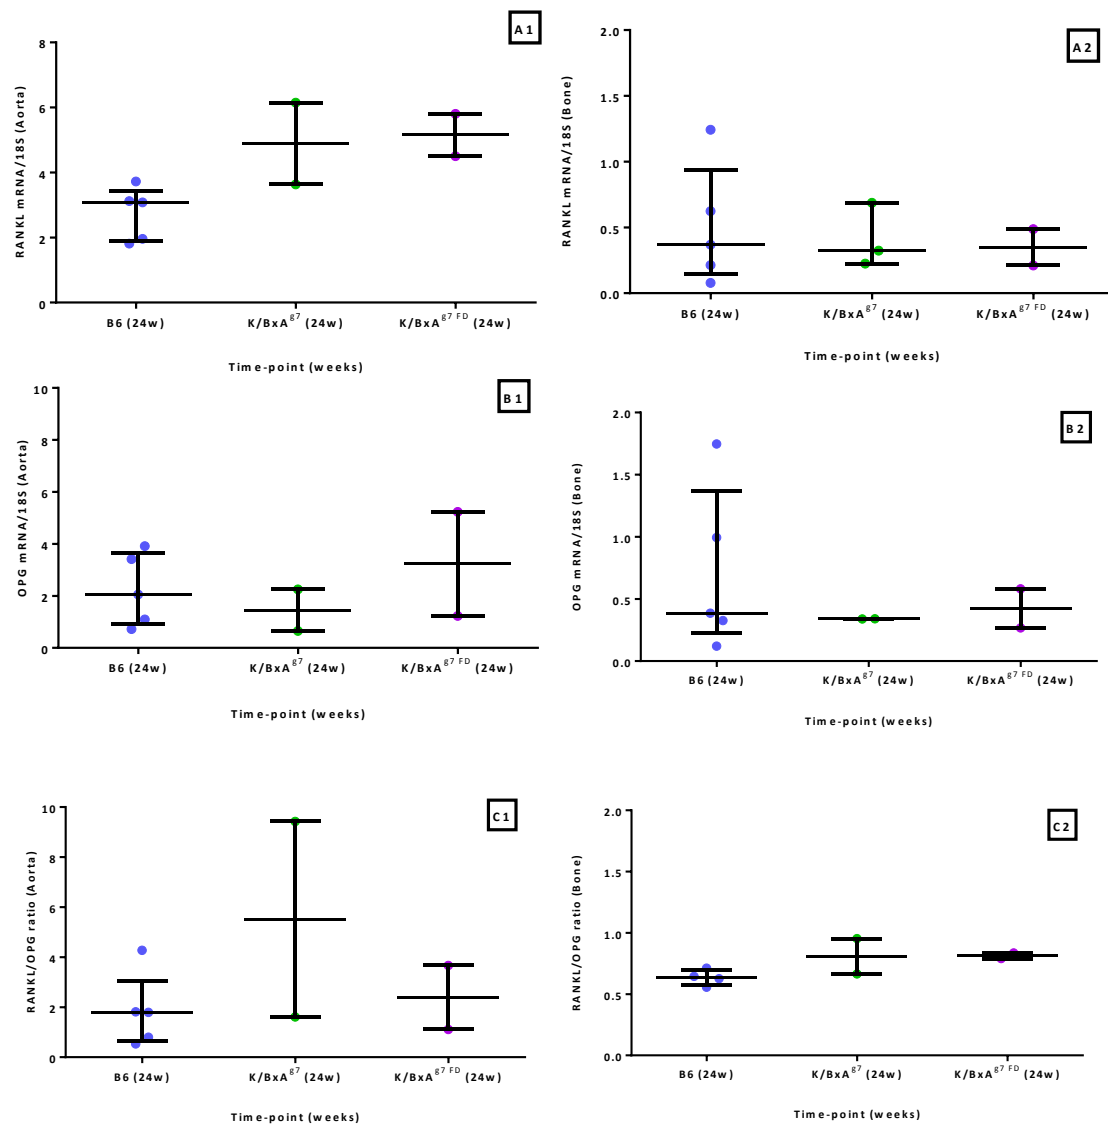 A1
RANKL mRNA/18S (Aorta)
8
6
4
2
0
B6 (24w) K/BxA^g7 (24w) K/BxA^g7 FD (24w)
Time-point (weeks)
A2
RANKL mRNA/18S (Bone)
2.0
1.5
1.0
0.5
0.0
B6 (24w) K/BxA^g7 (24w) K/BxA^g7 FD (24w)
Time-point (weeks)
B1
OPG mRNA/18S (Aorta)
10
8
6
4
2
0
B6 (24w) K/BxA^g7 (24w) K/BxA^g7 FD (24w)
Time-point (weeks)
B2
OPG mRNA/18S (Bone)
2.0
1.5
1.0
0.5
0.0
B6 (24w) K/BxA^g7 (24w) K/BxA^g7 FD (24w)
Time-point (weeks)
C1
RANKL/OPG ratio (Aorta)
10
8
6
4
2
0
B6 (24w) K/BxA^g7 (24w) K/BxA^g7 FD (24w)
Time-point (weeks)
C2
RANKL/OPG ratio (Bone)
2.0
1.5
1.0
0.5
0.0
B6 (24w) K/BxA^g7 (24w) K/BxA^g7 FD (24w)
Time-point (weeks)